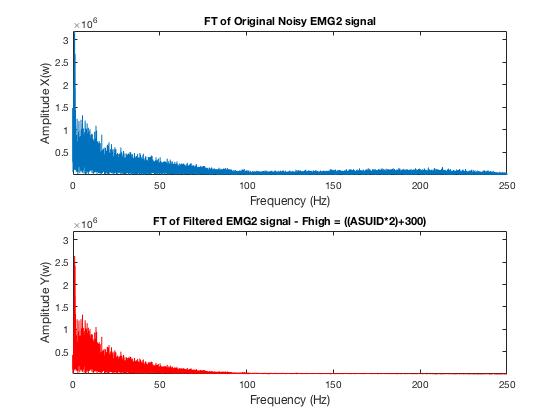 FT of Original Noisy EMG2 signal
×10^6
3
2.5
2
1.5
1
0.5
Amplitude X(w)
0 50 100 150 200 250
Frequency (Hz)
FT of Filtered EMG2 signal - Fhigh = ((ASUID*2)+300)
×10^6
3
2.5
2
1.5
1
0.5
Amplitude Y(w)
0 50 100 150 200 250
Frequency (Hz)